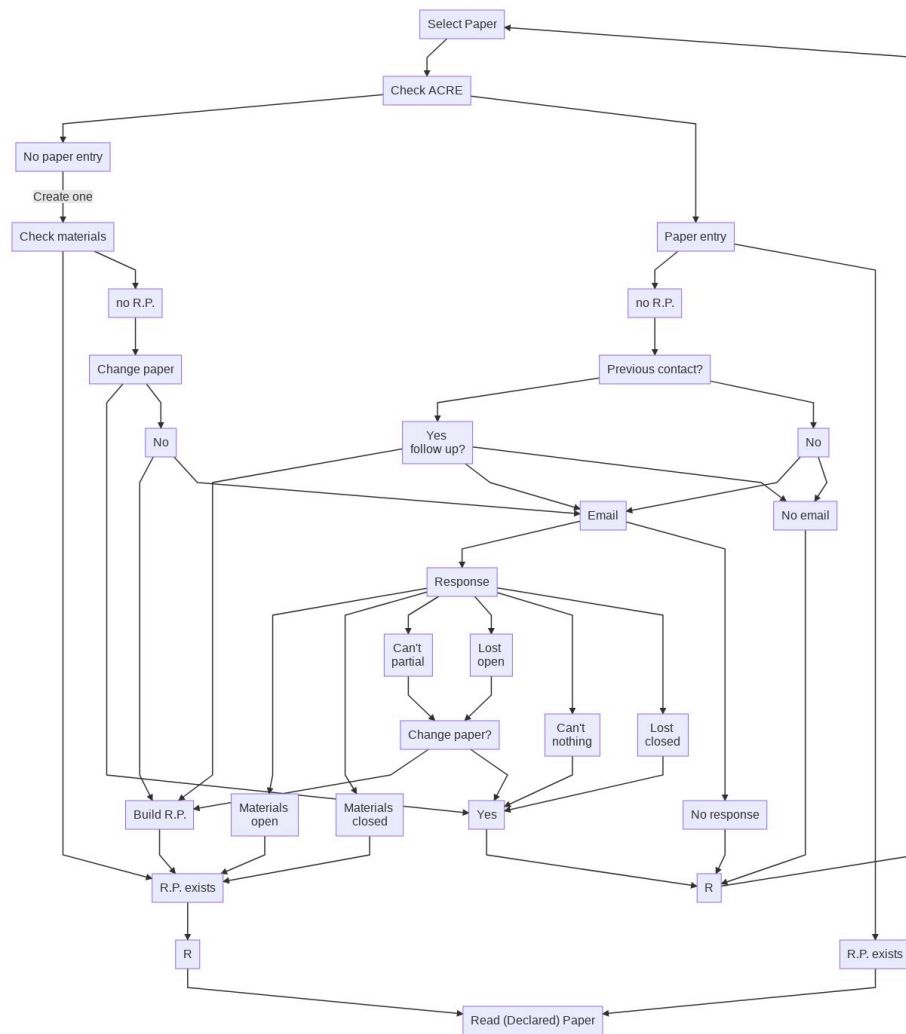 Select Paper
Check ACRE
No paper entry
Create one
Check materials
Paper entry
no R.P.
no R.P.
Change paper
Previous contact?
No
Yes
follow up?
No
Email
No email
Response
Can't
partial
Lost
open
Change paper?
Can't
nothing
Lost
closed
Build R.P.
Materials
open
Materials
closed
Yes
No response
R.P. exists
R
R
R.P. exists
Read (Declared) Paper